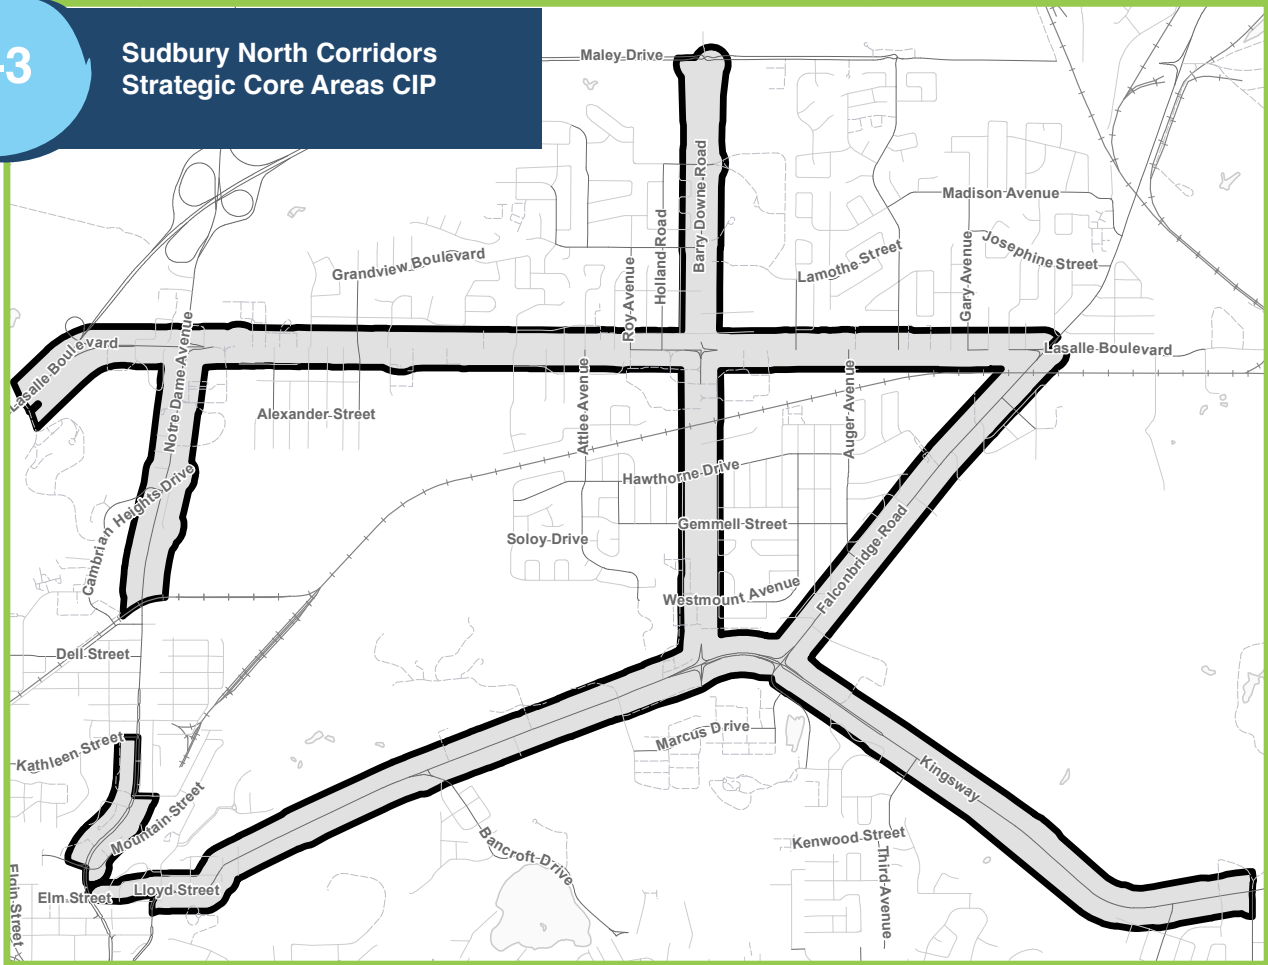 -3
Sudbury North Corridors
Strategic Core Areas CIP
Maley Drive
Barry Downe Road
Madison Avenue
Holland Road
Josephine Street
Gary Avenue
Lamothe Street
Grandview Boulevard
Roy Avenue
Notre Dame Avenue
Lasalle Boulevard
Lasalle Boulevard
Attlee Avenue
Auger Avenue
Alexander Street
Hawthorne Drive
Cambrian Heights Drive
Gemmell Street
Soloy Drive
Falconbridge Road
Westmount Avenue
Dell Street
Marcus Drive
Kathleen Street
Kingsway
Mountain Street
Bancroft Drive
Kenwood Street
Third Avenue
Elgin Street
Elm Street
Lloyd Street